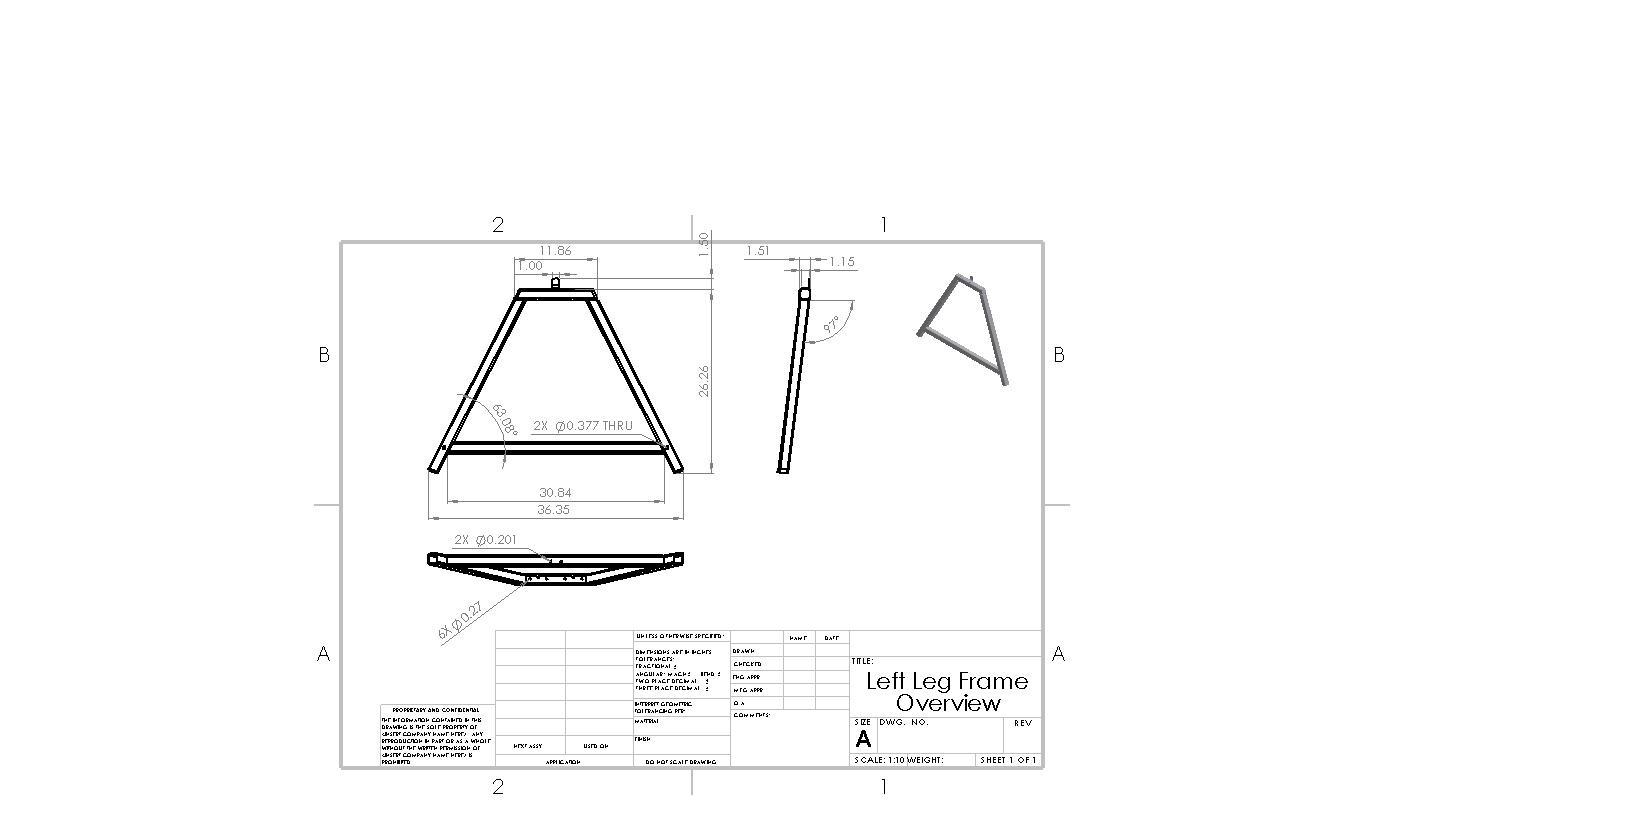 2
1
11.86
1.00
1.50
1.51
1.15
97°
B
B
26.26
63.08°
2X ∅0.377 THRU
30.84
36.35
2X ∅0.201
6X ∅0.27
A
A
UNLESS OTHERWISE SPECIFIED:
DIMENSIONS ARE IN INCHES
TOLERANCES:
FRACTIONAL ±
ANGULAR: MACH ± BEND ±
TWO PLACE DECIMAL ±
THREE PLACE DECIMAL ±
INTERPRET GEOMETRIC
TOLERANCING PER:
MATERIAL
FINISH
DO NOT SCALE DRAWING
NAME
DATE
DRAWN
CHECKED
ENG APPR.
MFG APPR.
Q.A.
COMMENTS:
TITLE:
Left Leg Frame
Overview
SIZE
DWG. NO.
REV
A
SCALE: 1:10
WEIGHT:
SHEET 1 OF 1
PROPRIETARY AND CONFIDENTIAL
THE INFORMATION CONTAINED IN THIS
DRAWING IS THE SOLE PROPERTY OF
<INSERT COMPANY NAME HERE>. ANY
REPRODUCTION IN PART OR AS A WHOLE
WITHOUT THE WRITTEN PERMISSION OF
<INSERT COMPANY NAME HERE> IS
PROHIBITED.
NEXT ASSY
USED ON
APPLICATION
2
1